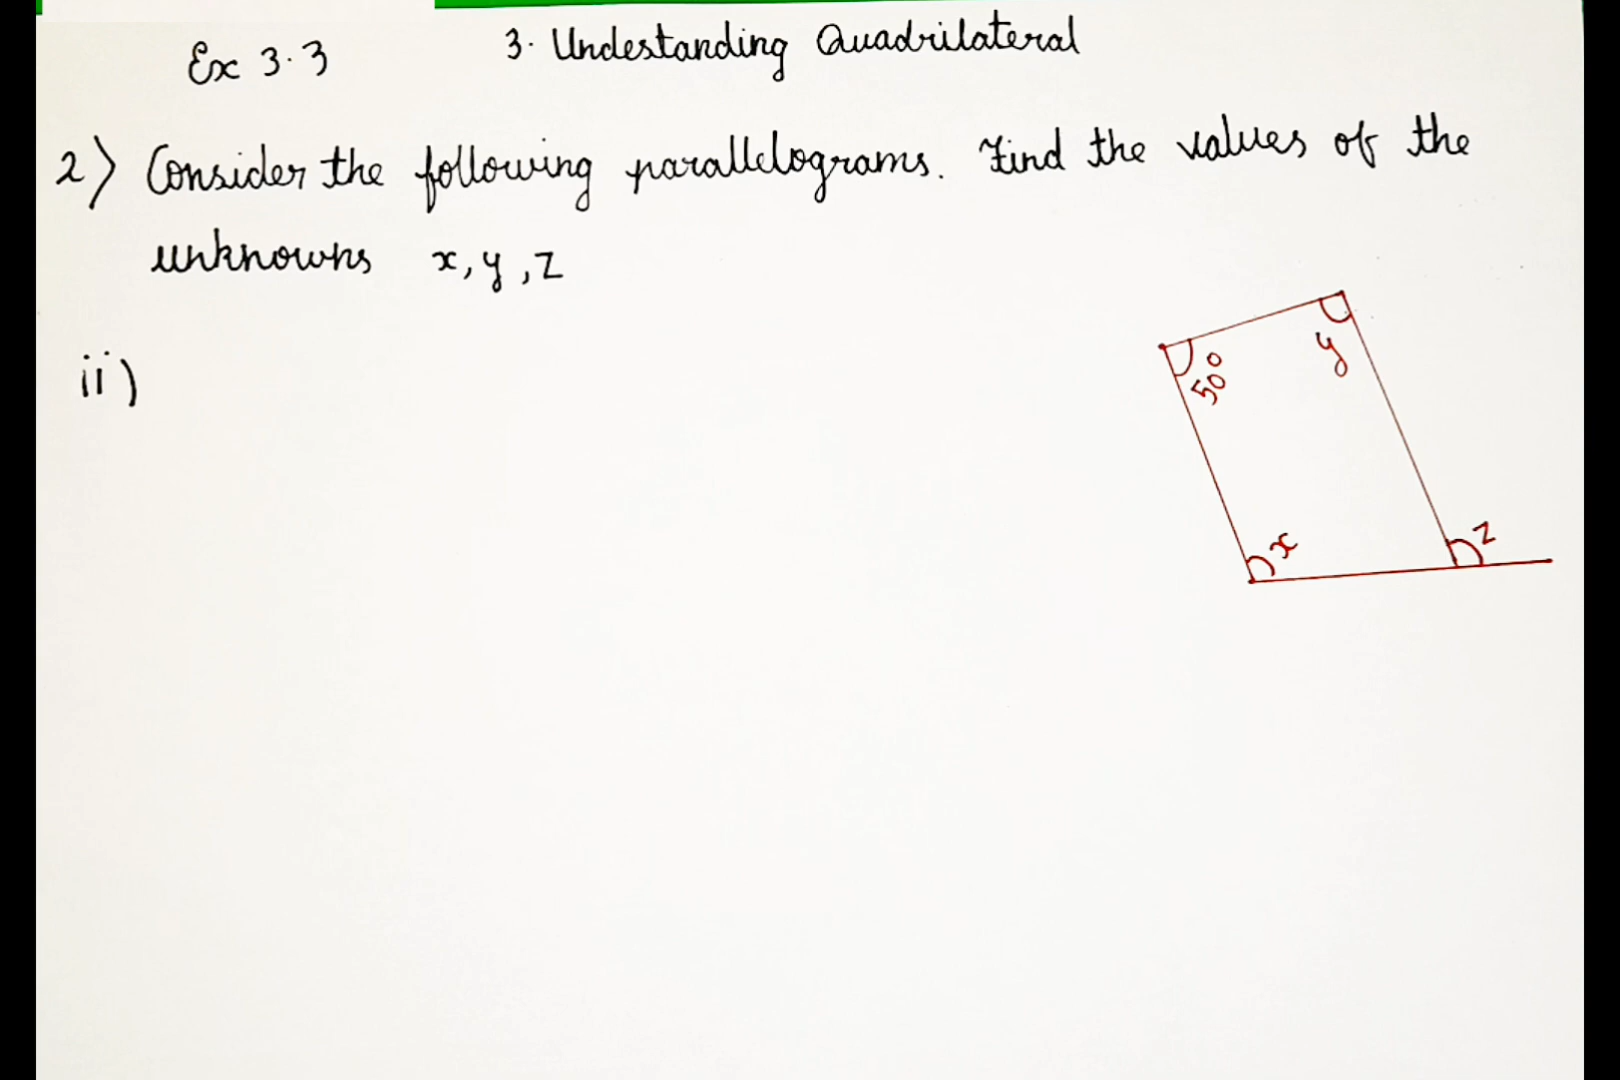 Ex 3.3
3. Undestanding Quadrilateral
2) Consider the following parallelograms. Find the values of the
unknowns x, y, z
ii)
50°
y
x
z